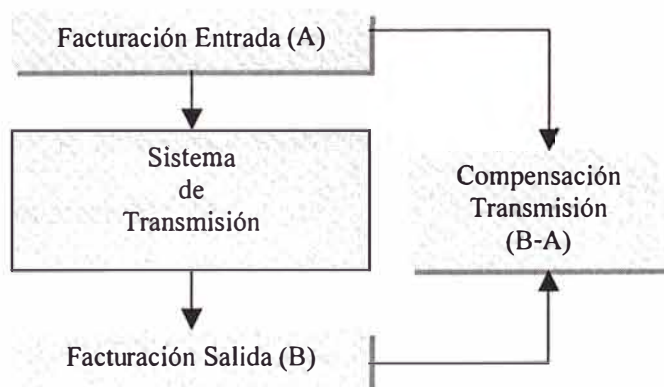 Facturación Entrada (A)
Sistema
de
Transmisión
Compensación
Transmisión
(B-A)
Facturación Salida (B)